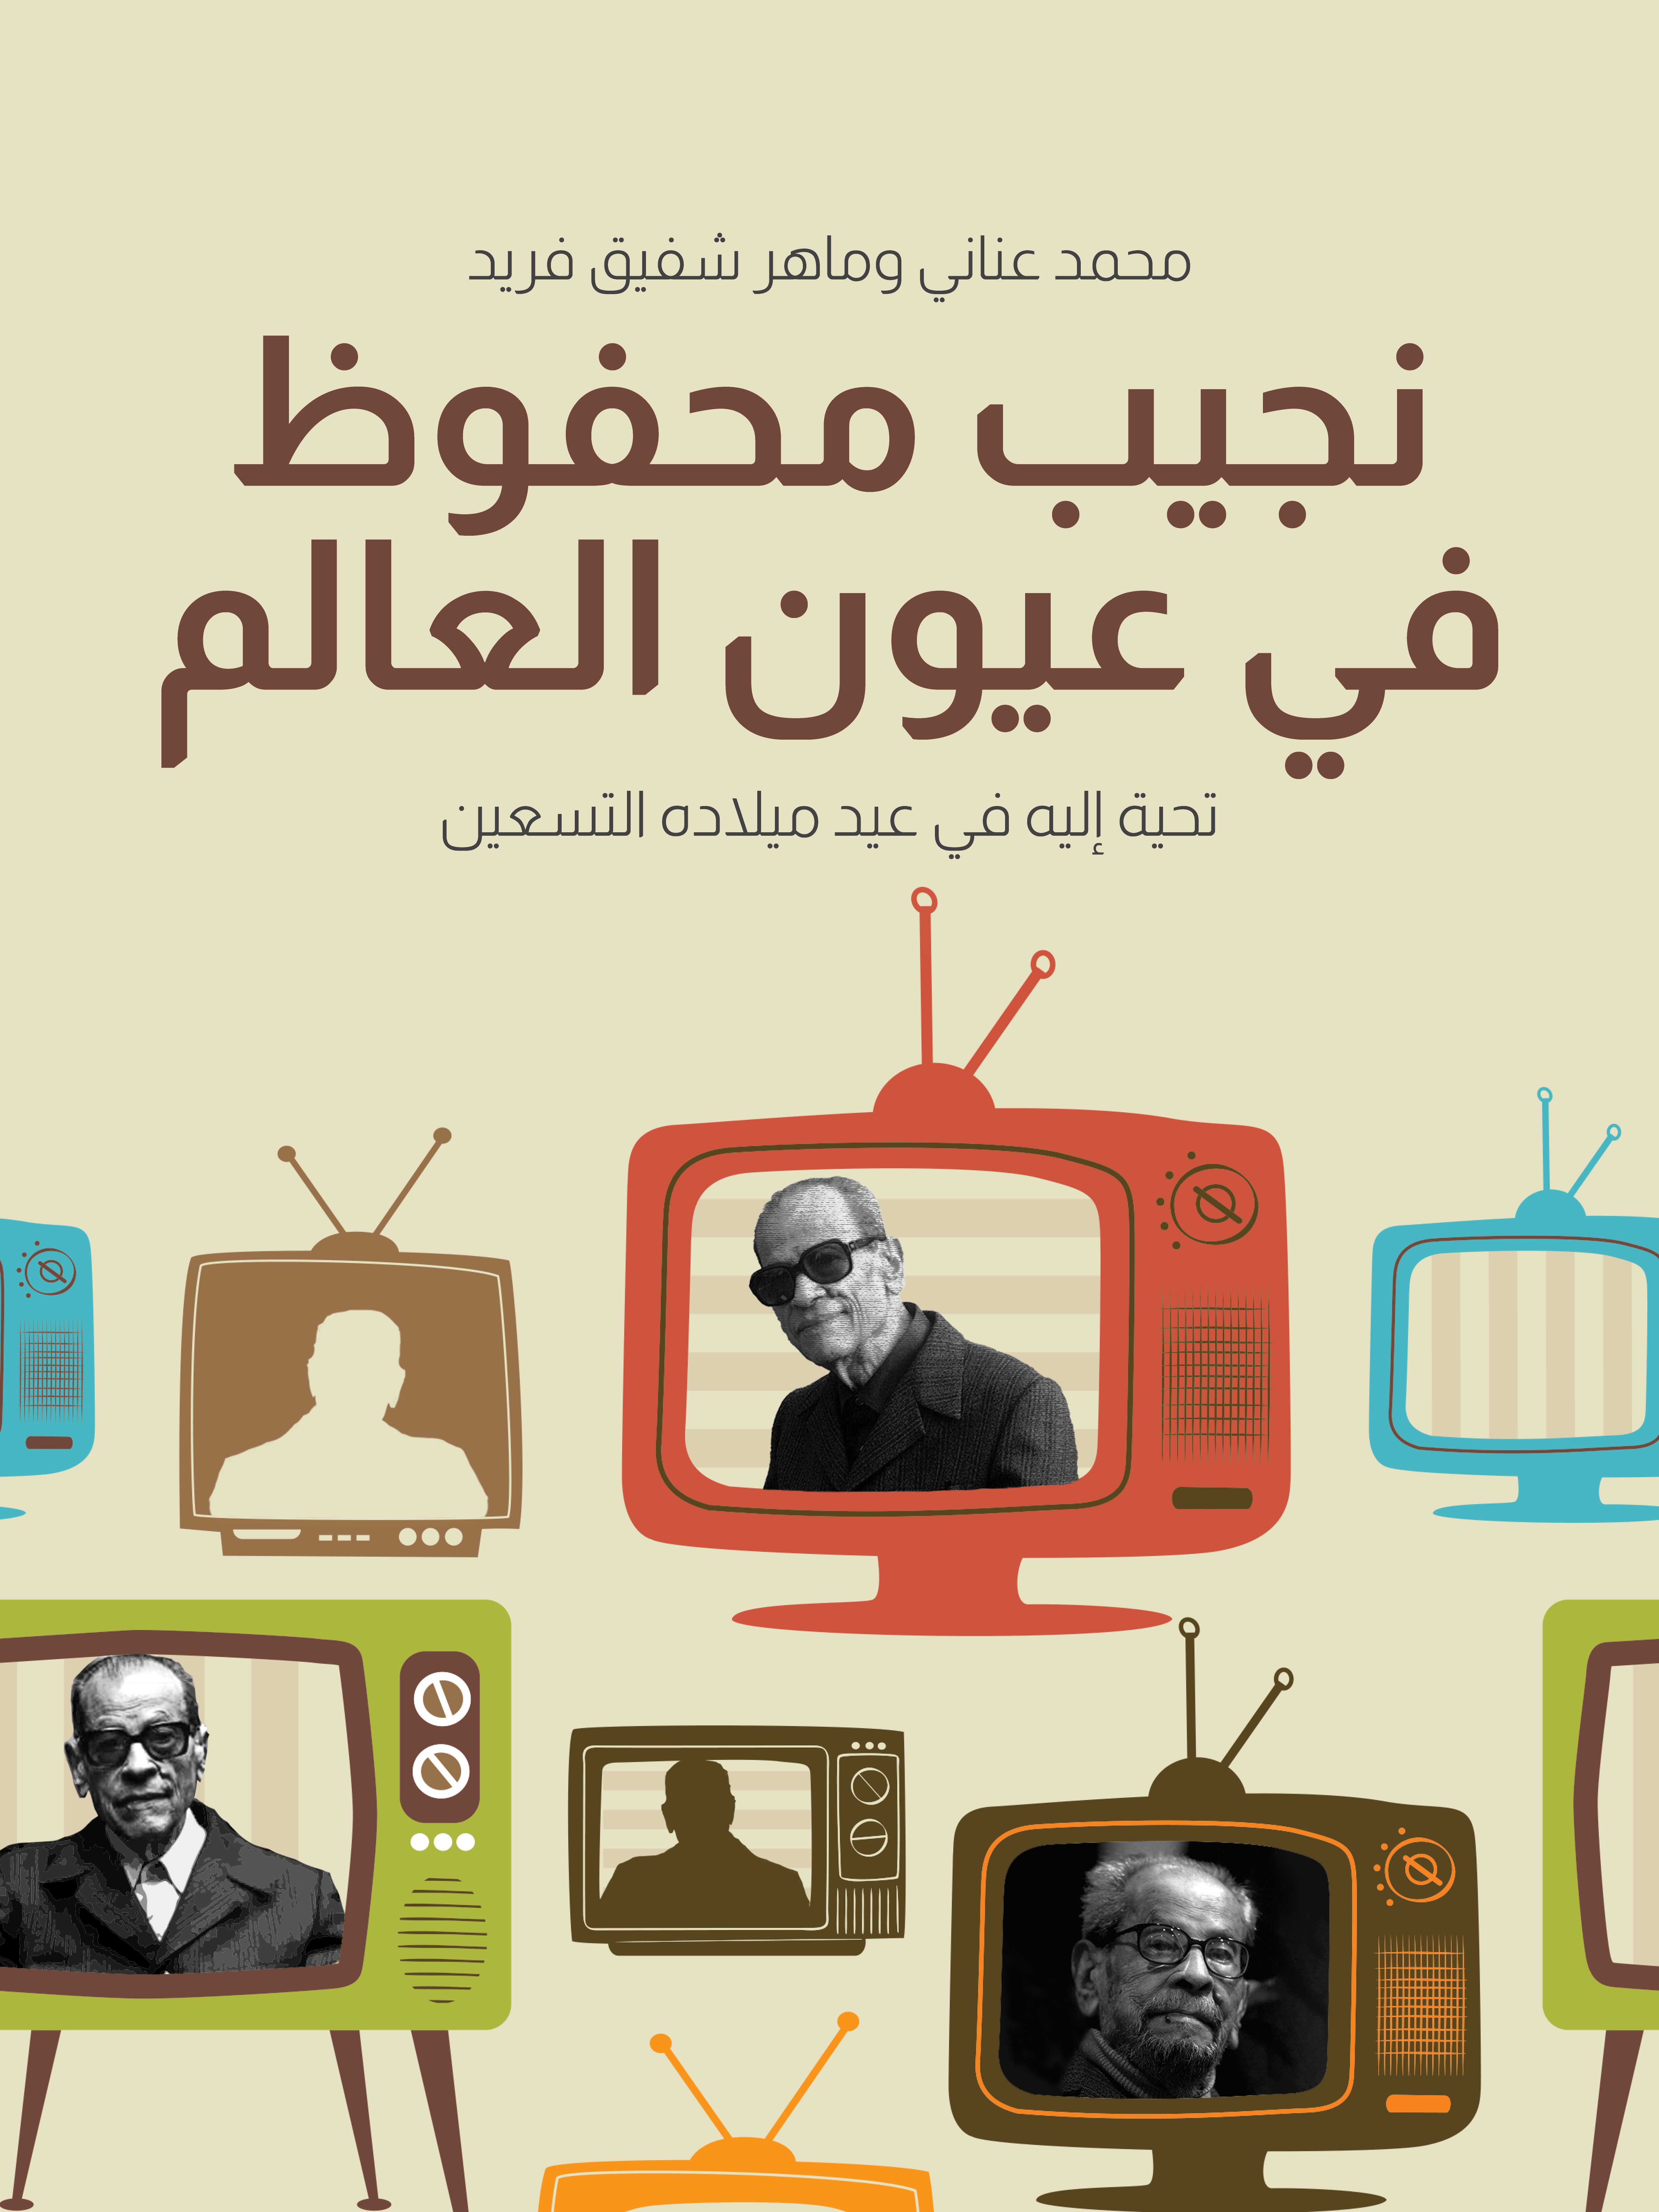 محمد عناني وماهر شفيق فريد
نجيب محفوظ
في عيون العالم
تحية إليه في عيد ميلاده التسعين